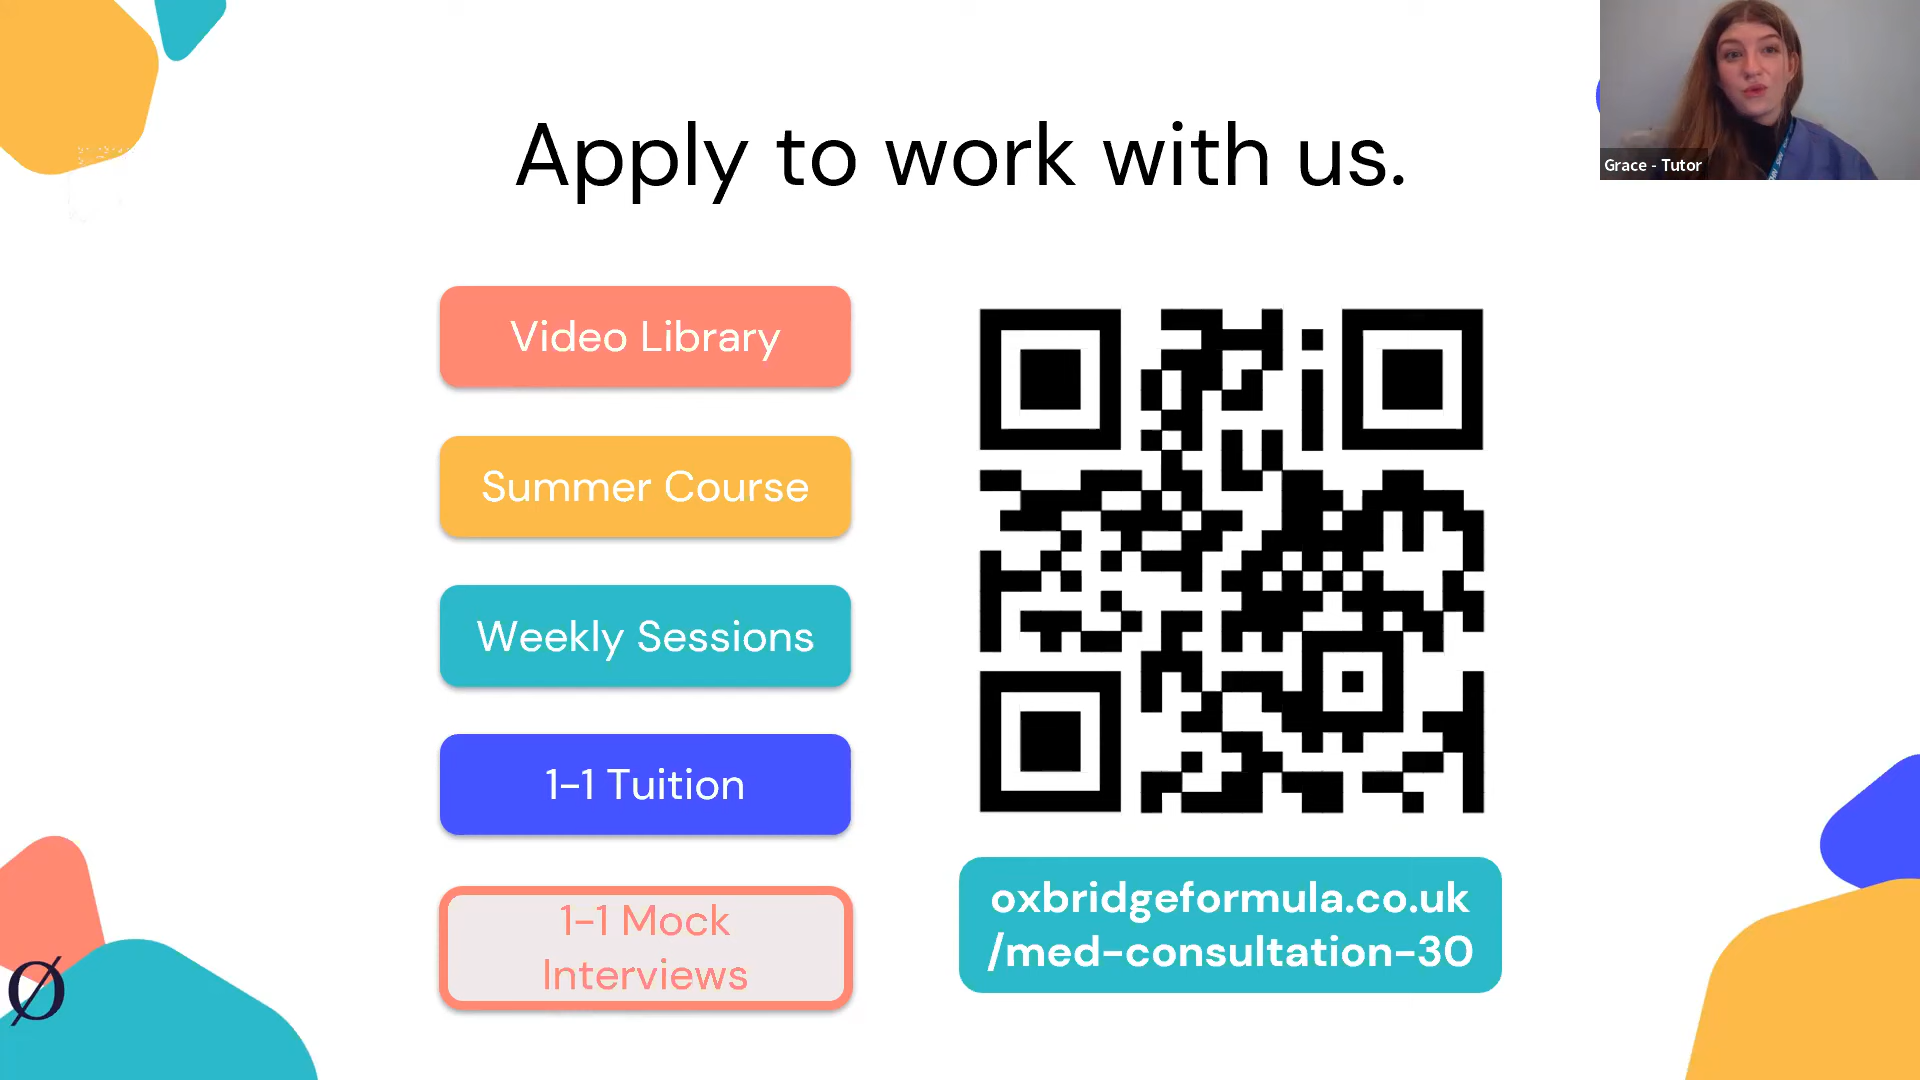 Apply to work with us.
Grace - Tutor
Video Library
Summer Course
Weekly Sessions
1-1 Tuition
1-1 Mock
Interviews
oxbridgeformula.co.uk
/med-consultation-30
Ø